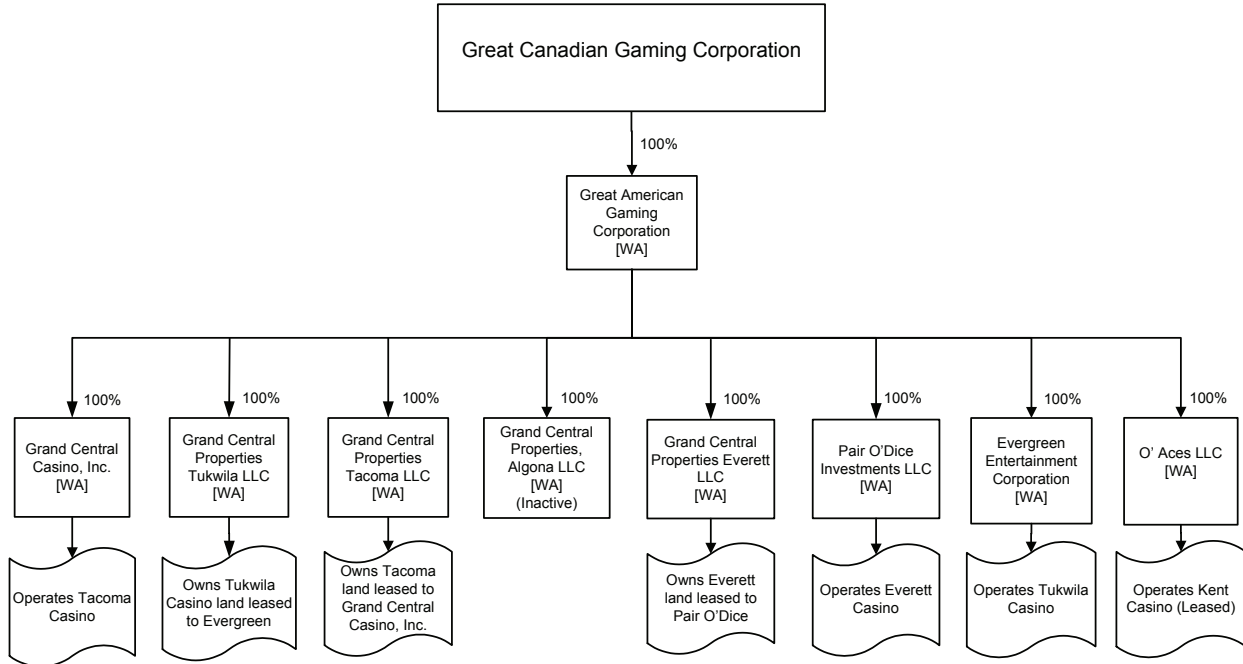 Great Canadian Gaming Corporation
100%
Great American
Gaming
Corporation
[WA]
100%
100%
100%
100%
100%
100%
100%
100%
Grand Central
Casino, Inc.
[WA]
Grand Central
Properties
Tukwila LLC
[WA]
Grand Central
Properties
Tacoma LLC
[WA]
Grand Central
Properties,
Algona LLC
[WA]
(Inactive)
Grand Central
Properties Everett
LLC
[WA]
Pair O'Dice
Investments LLC
[WA]
Evergreen
Entertainment
Corporation
[WA]
O' Aces LLC
[WA]
Operates Tacoma
Casino
Owns Tukwila
Casino land leased
to Evergreen
Owns Tacoma
land leased to
Grand Central
Casino, Inc.
Owns Everett
land leased to
Pair O'Dice
Operates Everett
Casino
Operates Tukwila
Casino
Operates Kent
Casino (Leased)